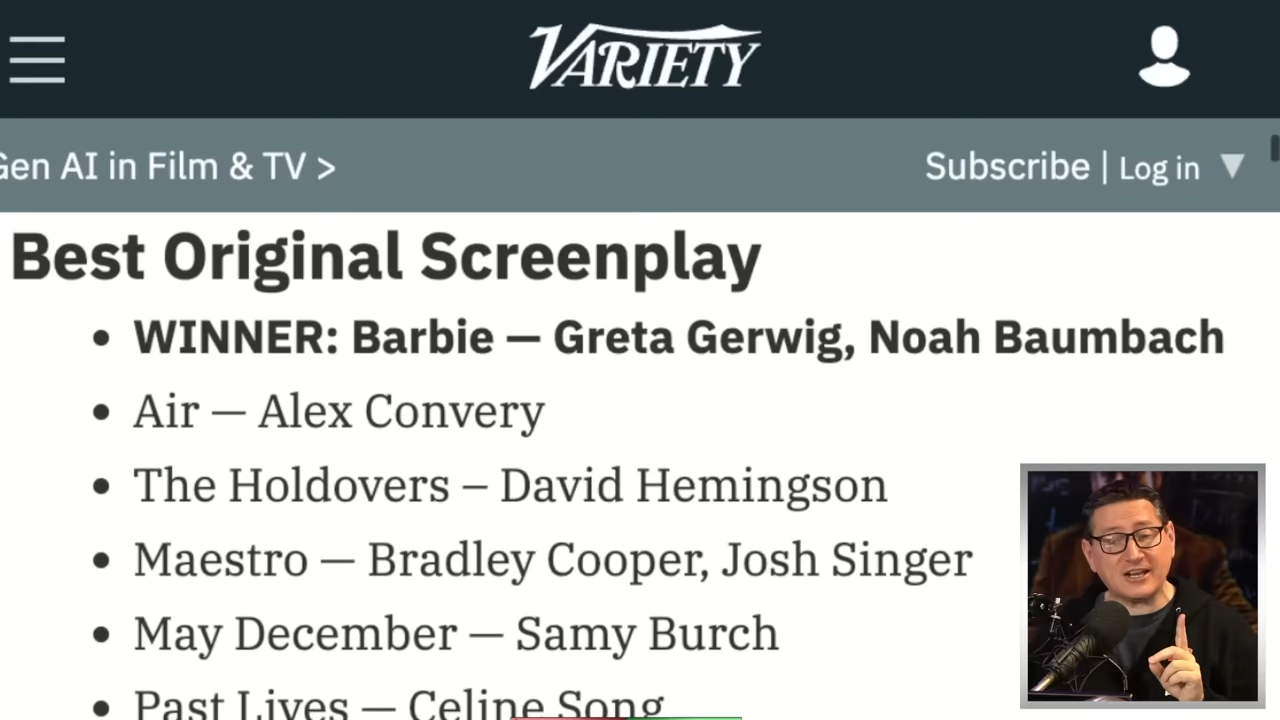 VARIETY
Gen AI in Film & TV >
Subscribe | Log in ▼
Best Original Screenplay
• WINNER: Barbie — Greta Gerwig, Noah Baumbach
• Air — Alex Convery
• The Holdovers – David Hemingson
• Maestro — Bradley Cooper, Josh Singer
• May December — Samy Burch
• Past Lives — Celine Song